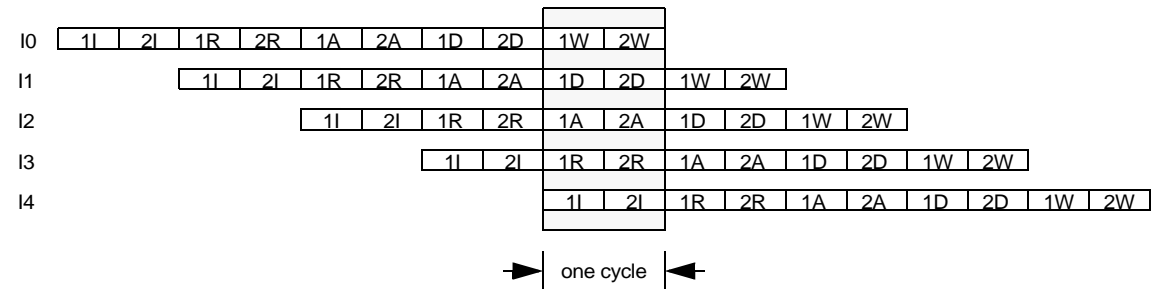 I0 1I 2I 1R 2R 1A 2A 1D 2D 1W 2W
I1 1I 2I 1R 2R 1A 2A 1D 2D 1W 2W
I2 1I 2I 1R 2R 1A 2A 1D 2D 1W 2W
I3 1I 2I 1R 2R 1A 2A 1D 2D 1W 2W
I4 1I 2I 1R 2R 1A 2A 1D 2D 1W 2W
one cycle